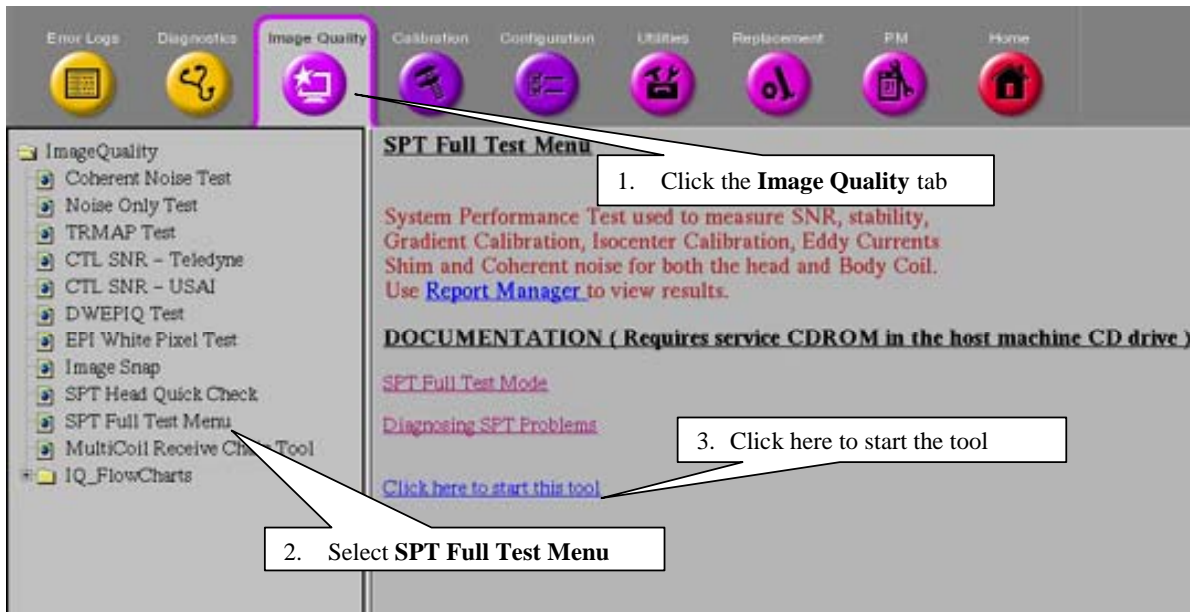 Error Logs Diagnostics Image Quality Calibration Configuration Utilities Replacement PM Home
ImageQuality
Coherent Noise Test
Noise Only Test
TRMAP Test
CTL SNR – Teledyne
CTL SNR – USAI
DWEPIQ Test
EPI White Pixel Test
Image Snap
SPT Head Quick Check
SPT Full Test Menu
MultiCoil Receive Tool
IQ_FlowCharts
SPT Full Test Menu
1. Click the Image Quality tab
System Performance Test used to measure SNR, stability,
Gradient Calibration, Isocenter Calibration, Eddy Currents
Shim and Coherent noise for both the head and Body Coil.
Use Report Manager to view results.
DOCUMENTATION ( Requires service CDROM in the host machine CD drive )
SPT Full Test Mode
Diagnosing SPT Problems
3. Click here to start the tool
Click here to start this tool
2. Select SPT Full Test Menu